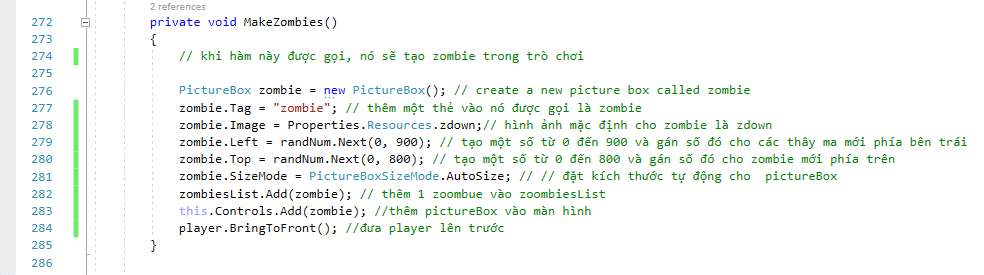 2 references
272 private void MakeZombies()
273 {
274 // khi hàm này được gọi, nó sẽ tạo zombie trong trò chơi
275
276 PictureBox zombie = new PictureBox(); // create a new picture box called zombie
277 zombie.Tag = "zombie"; // thêm một thẻ vào nó được gọi là zombie
278 zombie.Image = Properties.Resources.zdown;// hình ảnh mặc định cho zombie là zdown
279 zombie.Left = randNum.Next(0, 900); // tạo một số từ 0 đến 900 và gán số đó cho các thây ma mới phía bên trái
280 zombie.Top = randNum.Next(0, 800); // tạo một số từ 0 đến 800 và gán số đó cho zombie mới phía trên
281 zombie.SizeMode = PictureBoxSizeMode.AutoSize; // // đặt kích thước tự động cho  pictureBox
282 zombiesList.Add(zombie); // thêm 1 zoombue vào zoombiesList
283 this.Controls.Add(zombie); //thêm pictureBox vào màn hình
284 player.BringToFront(); //đưa player lên trước
285 }
286